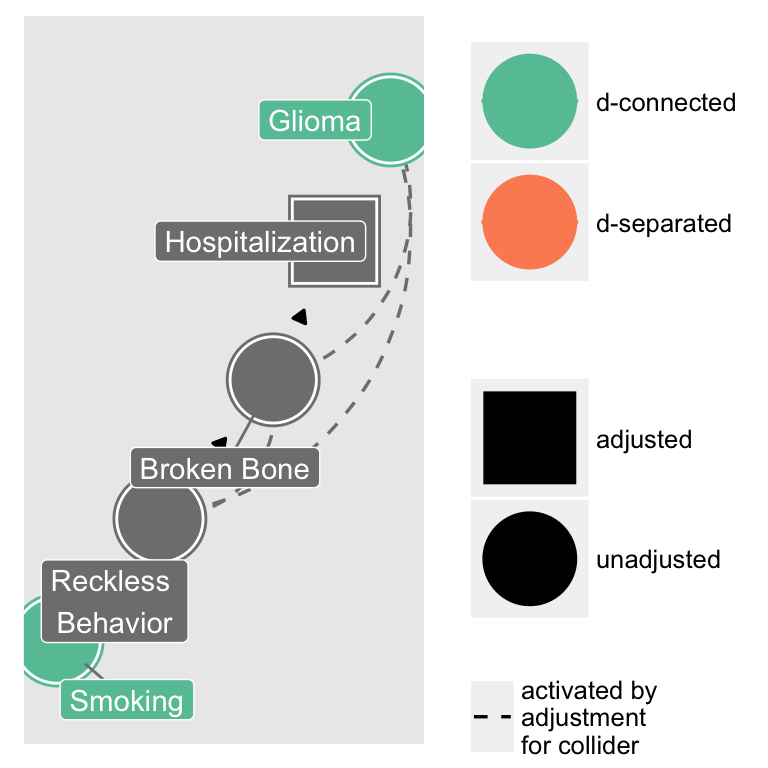 Glioma
Hospitalization
Broken Bone
Reckless
Behavior
Smoking
d-connected
d-separated
adjusted
unadjusted
activated by
adjustment
for collider